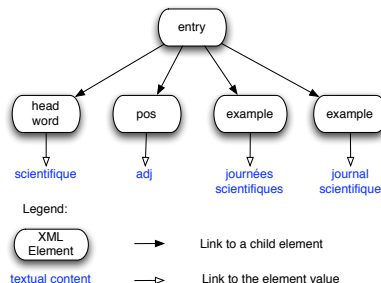 entry
head
word
pos
example
example
scientifique
adj
journées
scientifiques
journal
scientifique
Legend:
XML
Element
Link to a child element
textual content
Link to the element value